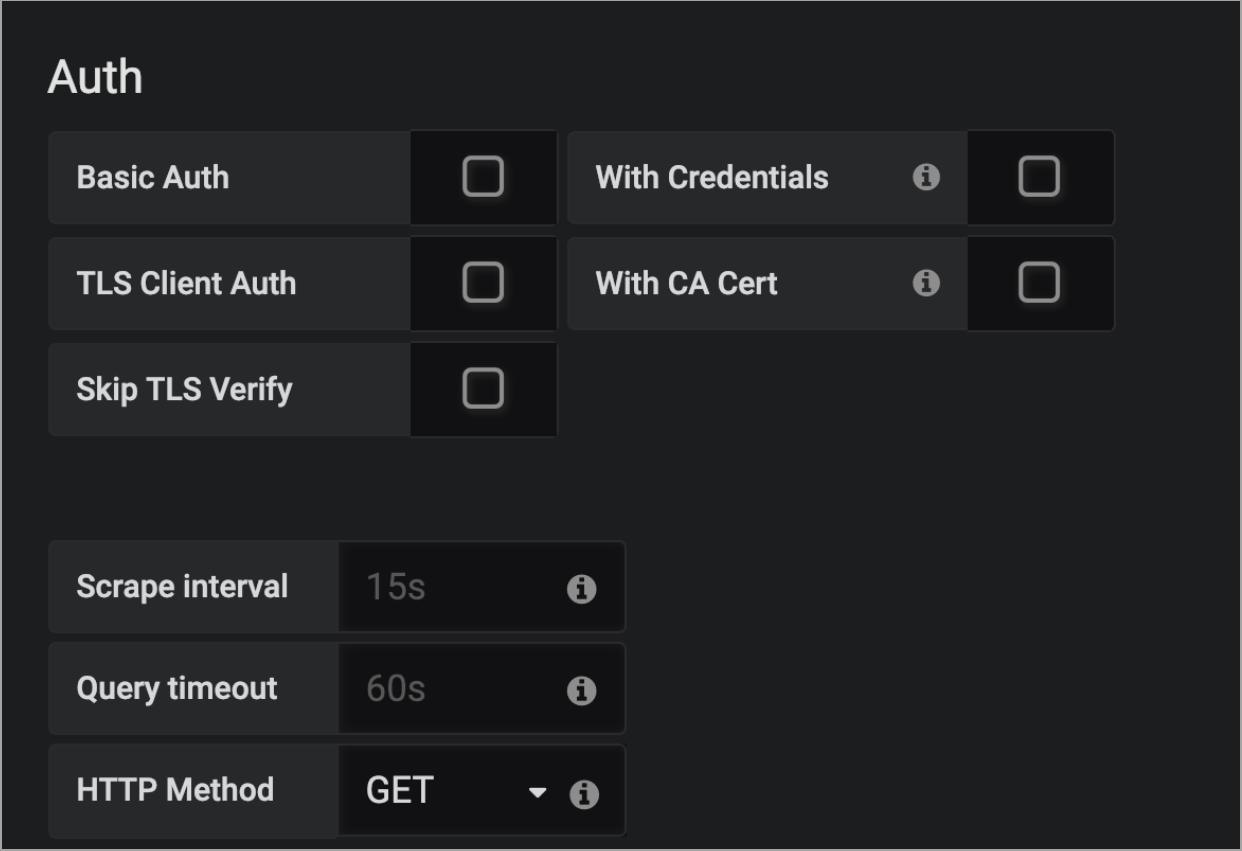 Auth
Basic Auth
With Credentials
TLS Client Auth
With CA Cert
Skip TLS Verify
Scrape interval
15s
Query timeout
60s
HTTP Method
GET